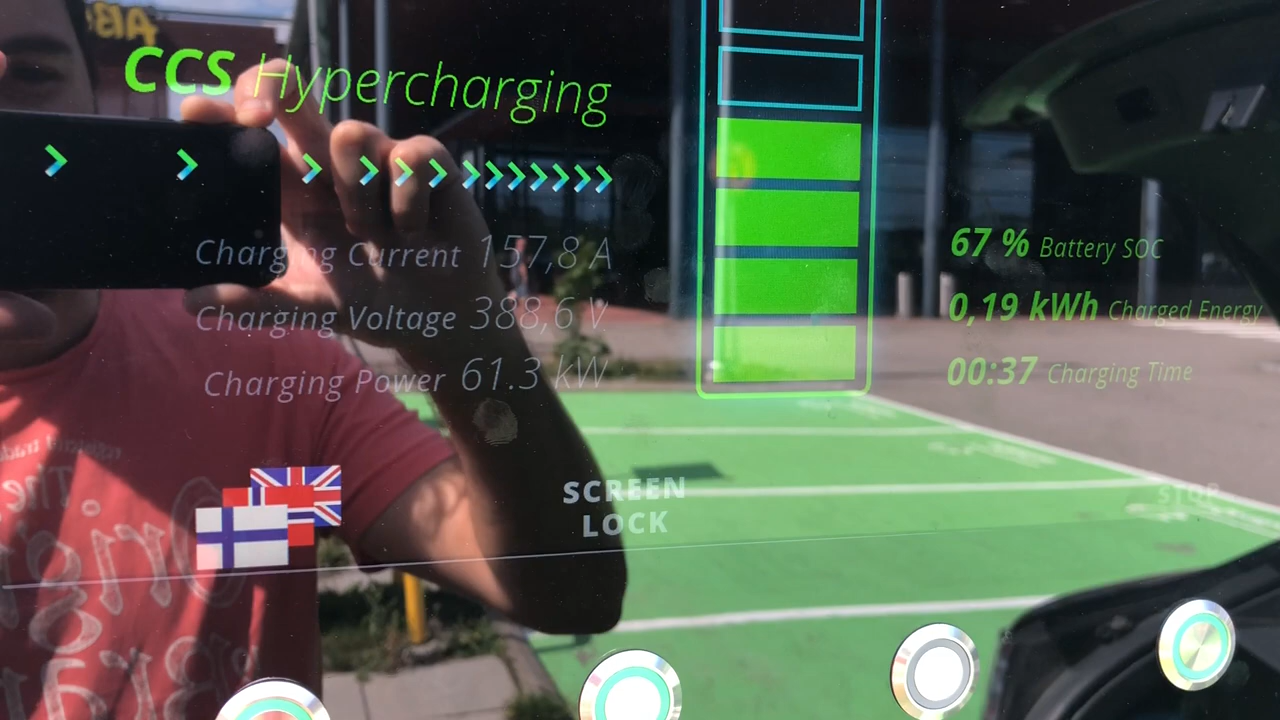 CCS Hypercharging
Charging Current 157,8 A
Charging Voltage 388,6 V
Charging Power 61.3 kW
67 % Battery SOC
0,19 kWh Charged Energy
00:37 Charging Time
SCREEN
LOCK
STOP
The